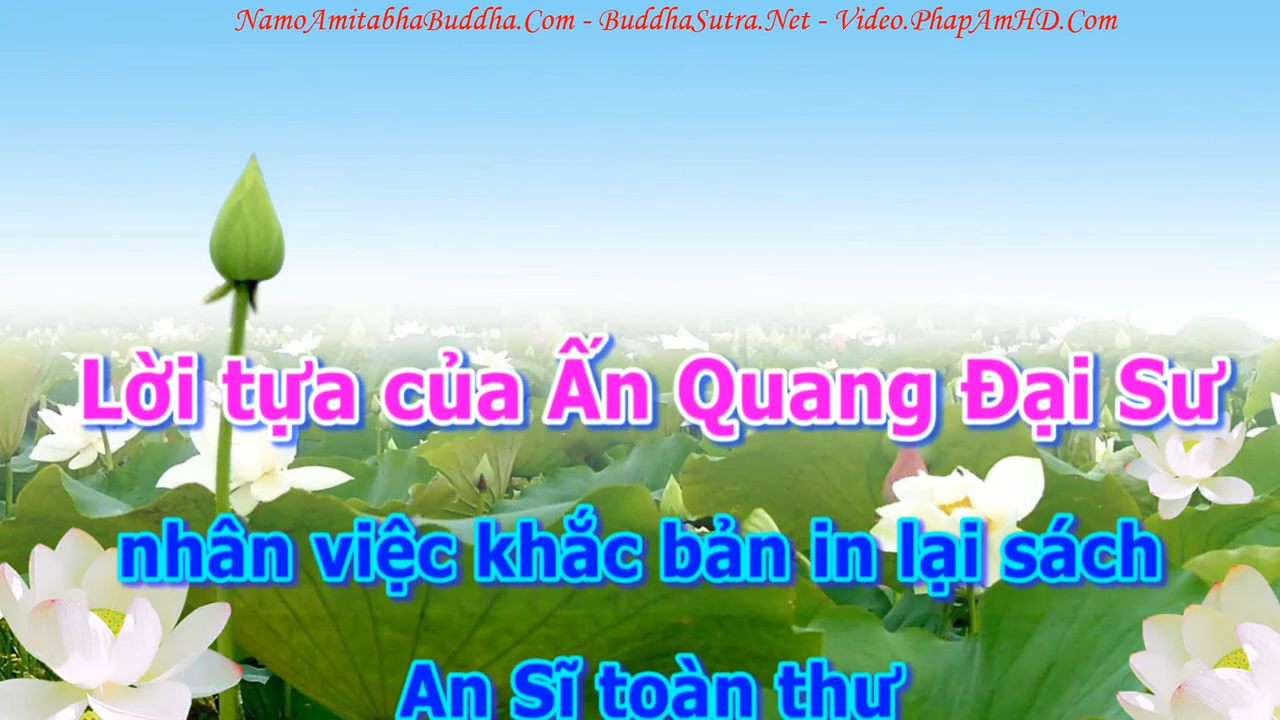 NamoAmitabhaBuddha.Com - BuddhaSutra.Net - Video.PhapAmHD.Com
Lời tựa của Ấn Quang Đại Sư
nhân việc khắc bản in lại sách
An Sĩ toàn thư